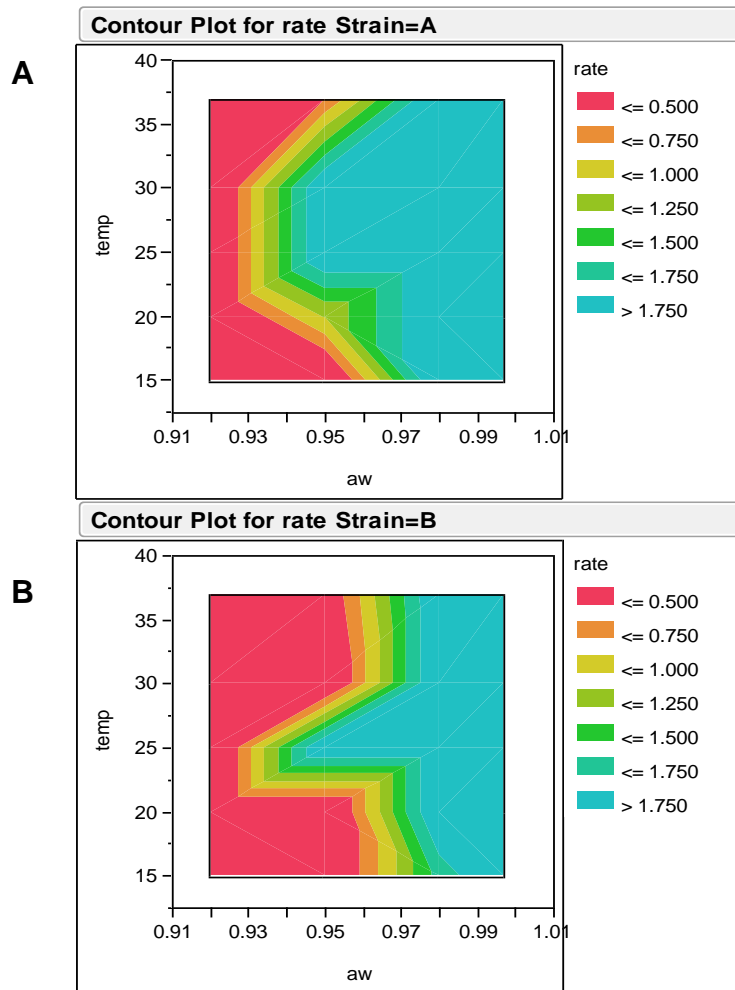 Contour Plot for rate Strain=A
A
40
35
30
25
20
15
temp
0.91 0.93 0.95 0.97 0.99 1.01
aw
rate
<= 0.500
<= 0.750
<= 1.000
<= 1.250
<= 1.500
<= 1.750
> 1.750
Contour Plot for rate Strain=B
B
40
35
30
25
20
15
temp
0.91 0.93 0.95 0.97 0.99 1.01
aw
rate
<= 0.500
<= 0.750
<= 1.000
<= 1.250
<= 1.500
<= 1.750
> 1.750